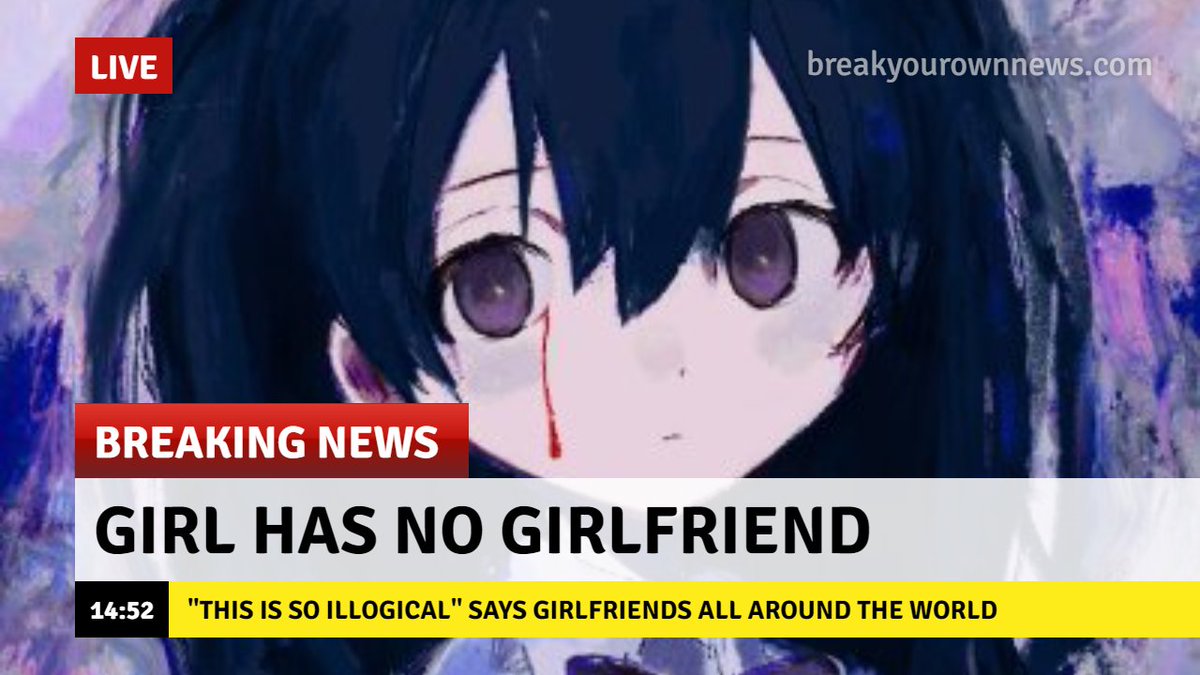 LIVE
breakyourownnews.com
BREAKING NEWS
GIRL HAS NO GIRLFRIEND
14:52
"THIS IS SO ILLOGICAL" SAYS GIRLFRIENDS ALL AROUND THE WORLD